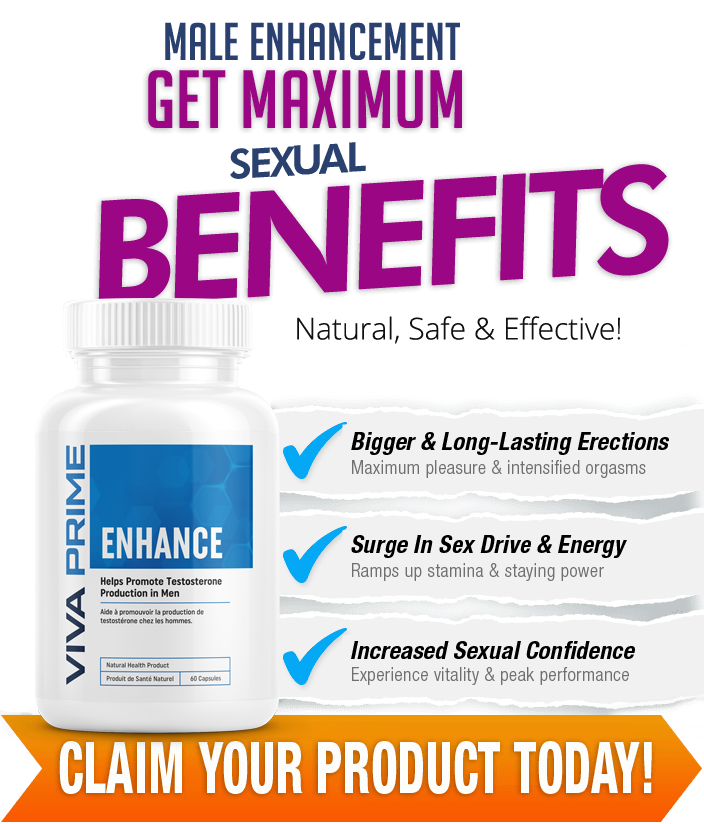 MALE ENHANCEMENT
GET MAXIMUM
SEXUAL
BENEFITS
Natural, Safe & Effective!
VIVA PRIME
ENHANCE
Helps Promote Testosterone
Production in Men
Aide à promouvoir la production de
testostérone chez les hommes.
Natural Health Product
Produit de Santé Naturel
60 Capsules
Bigger & Long-Lasting Erections
Maximum pleasure & intensified orgasms
Surge In Sex Drive & Energy
Ramps up stamina & staying power
Increased Sexual Confidence
Experience vitality & peak performance
CLAIM YOUR PRODUCT TODAY!